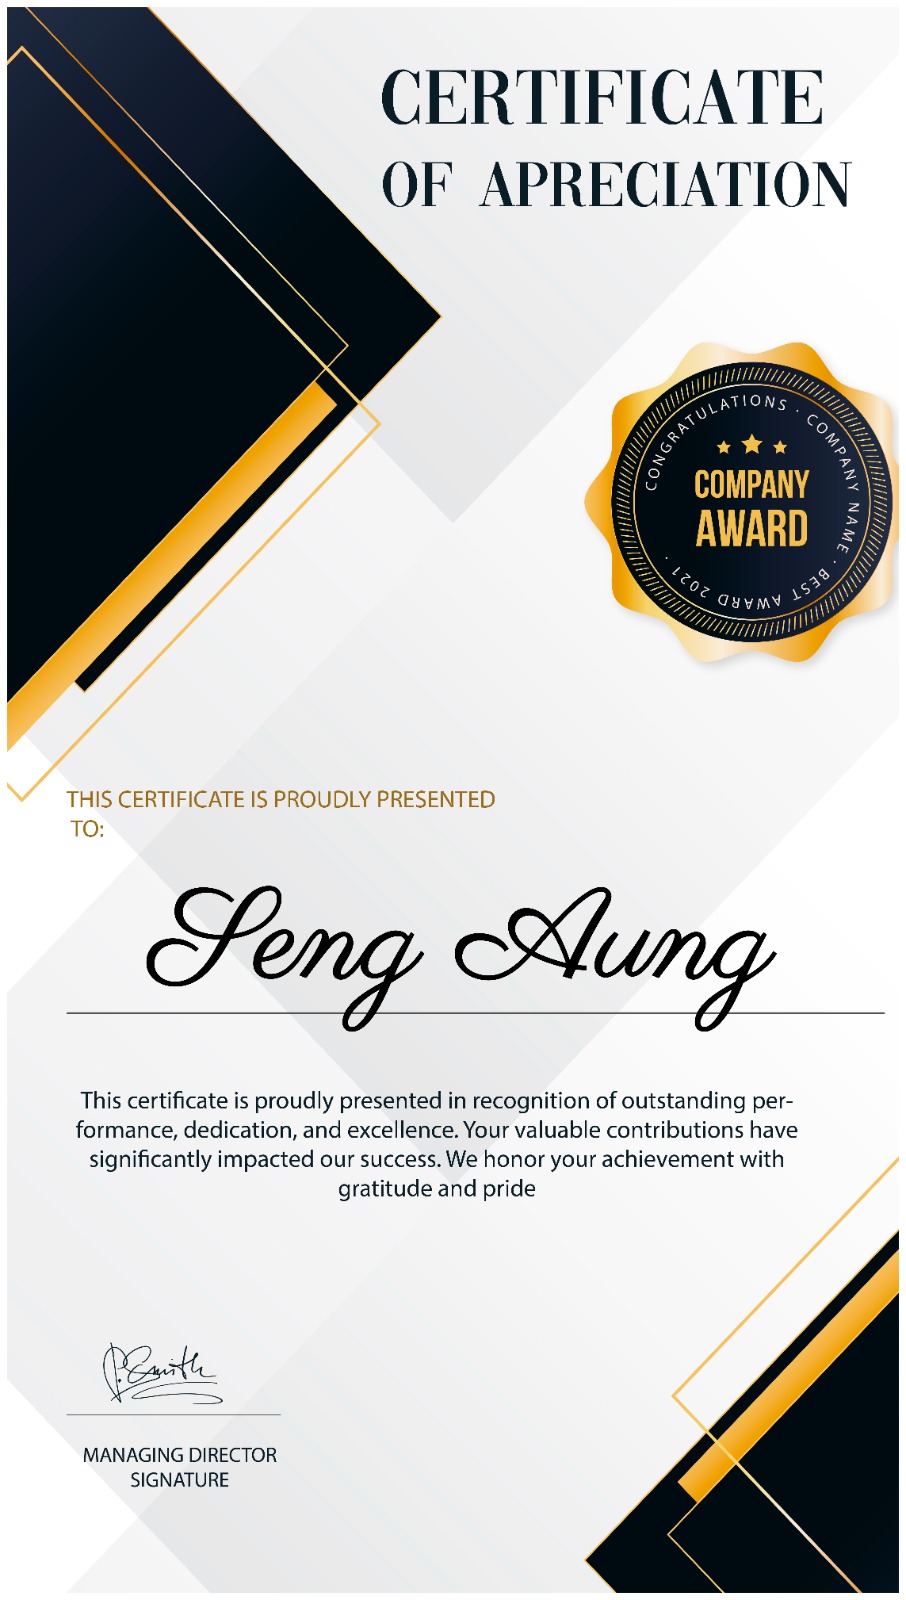 CERTIFICATE
OF APRECIATION
CONGRATULATIONS · COMPANY NAME · BEST AWARD 2021 ·
COMPANY
AWARD
THIS CERTIFICATE IS PROUDLY PRESENTED
TO:
Seng Aung
This certificate is proudly presented in recognition of outstanding per-
formance, dedication, and excellence. Your valuable contributions have
significantly impacted our success. We honor your achievement with
gratitude and pride
P. Smith
MANAGING DIRECTOR
SIGNATURE